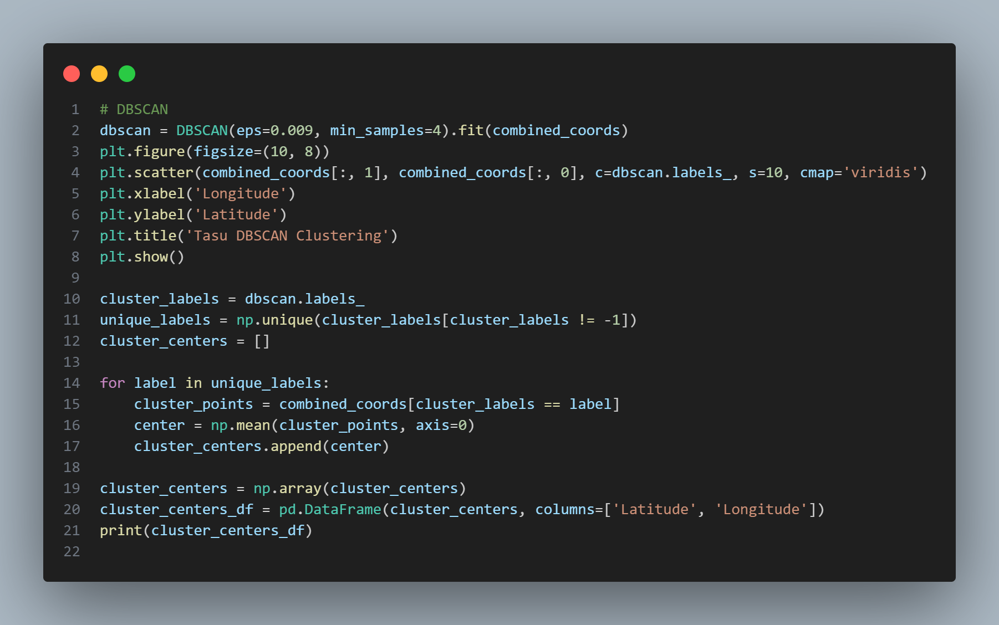 1 # DBSCAN
2 dbscan = DBSCAN(eps=0.009, min_samples=4).fit(combined_coords)
3 plt.figure(figsize=(10, 8))
4 plt.scatter(combined_coords[:, 1], combined_coords[:, 0], c=dbscan.labels_, s=10, cmap='viridis')
5 plt.xlabel('Longitude')
6 plt.ylabel('Latitude')
7 plt.title('Tasu DBSCAN Clustering')
8 plt.show()
9
10 cluster_labels = dbscan.labels_
11 unique_labels = np.unique(cluster_labels[cluster_labels != -1])
12 cluster_centers = []
13
14 for label in unique_labels:
15     cluster_points = combined_coords[cluster_labels == label]
16     center = np.mean(cluster_points, axis=0)
17     cluster_centers.append(center)
18
19 cluster_centers = np.array(cluster_centers)
20 cluster_centers_df = pd.DataFrame(cluster_centers, columns=['Latitude', 'Longitude'])
21 print(cluster_centers_df)
22